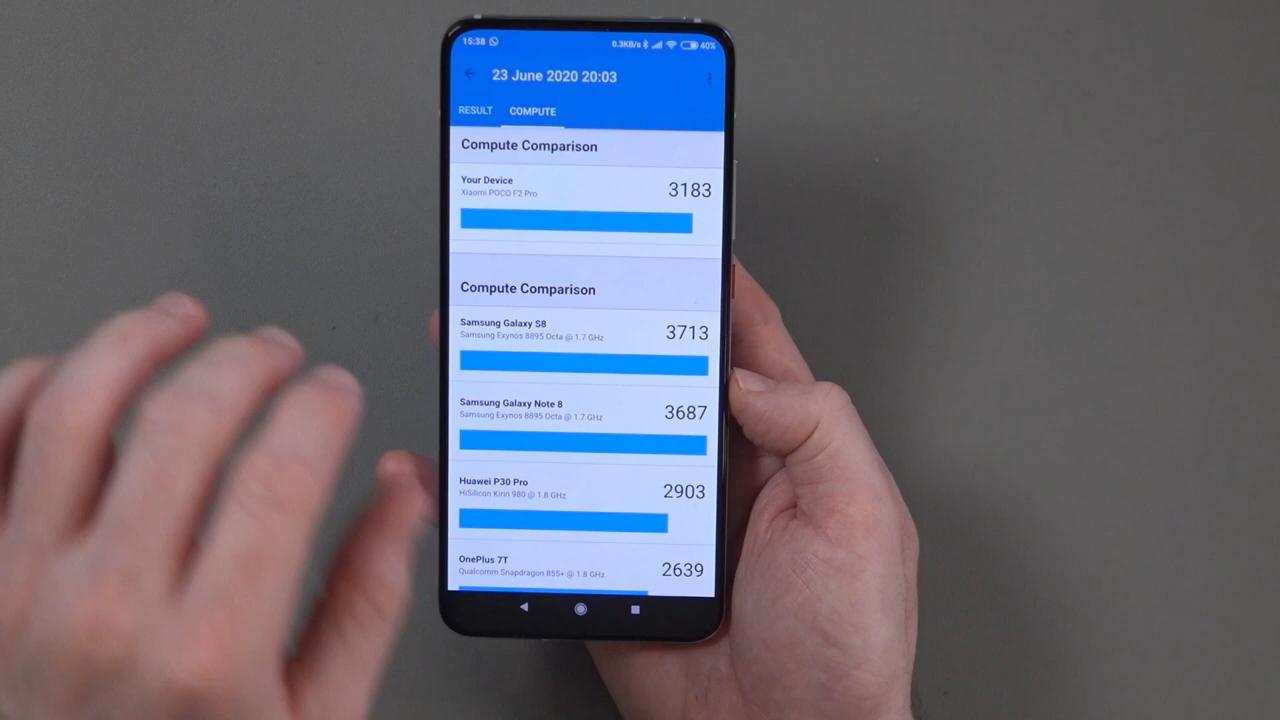 15:38 0.3KB/s 40%
23 June 2020 20:03
RESULT COMPUTE
Compute Comparison
Your Device
Xiaomi POCO F2 Pro
3183
Compute Comparison
Samsung Galaxy S8
Samsung Exynos 8895 Octa @ 1.7 GHz
3713
Samsung Galaxy Note 8
Samsung Exynos 8895 Octa @ 1.7 GHz
3687
Huawei P30 Pro
HiSilicon Kirin 980 @ 1.8 GHz
2903
OnePlus 7T
Qualcomm Snapdragon 855+ @ 1.8 GHz
2639